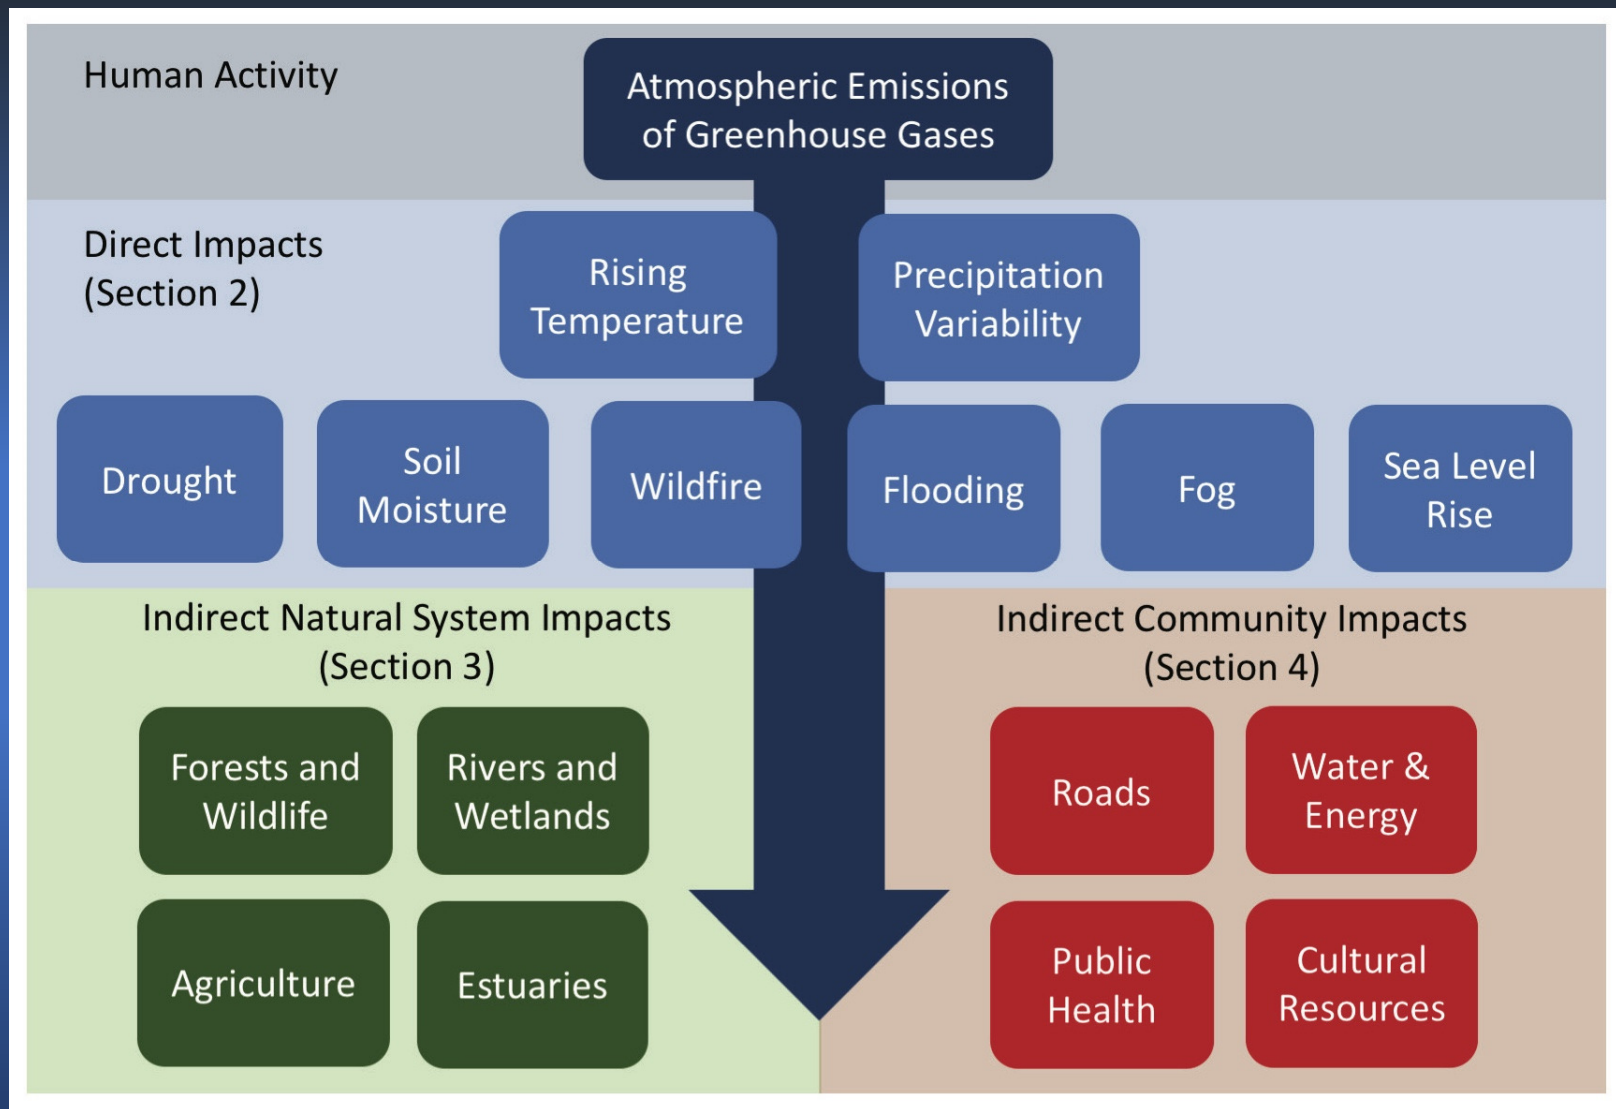 Human Activity
Atmospheric Emissions
of Greenhouse Gases
Direct Impacts
(Section 2)
Rising
Temperature
Precipitation
Variability
Drought
Soil
Moisture
Wildfire
Flooding
Fog
Sea Level
Rise
Indirect Natural System Impacts
(Section 3)
Forests and
Wildlife
Rivers and
Wetlands
Agriculture
Estuaries
Indirect Community Impacts
(Section 4)
Roads
Water &
Energy
Public
Health
Cultural
Resources